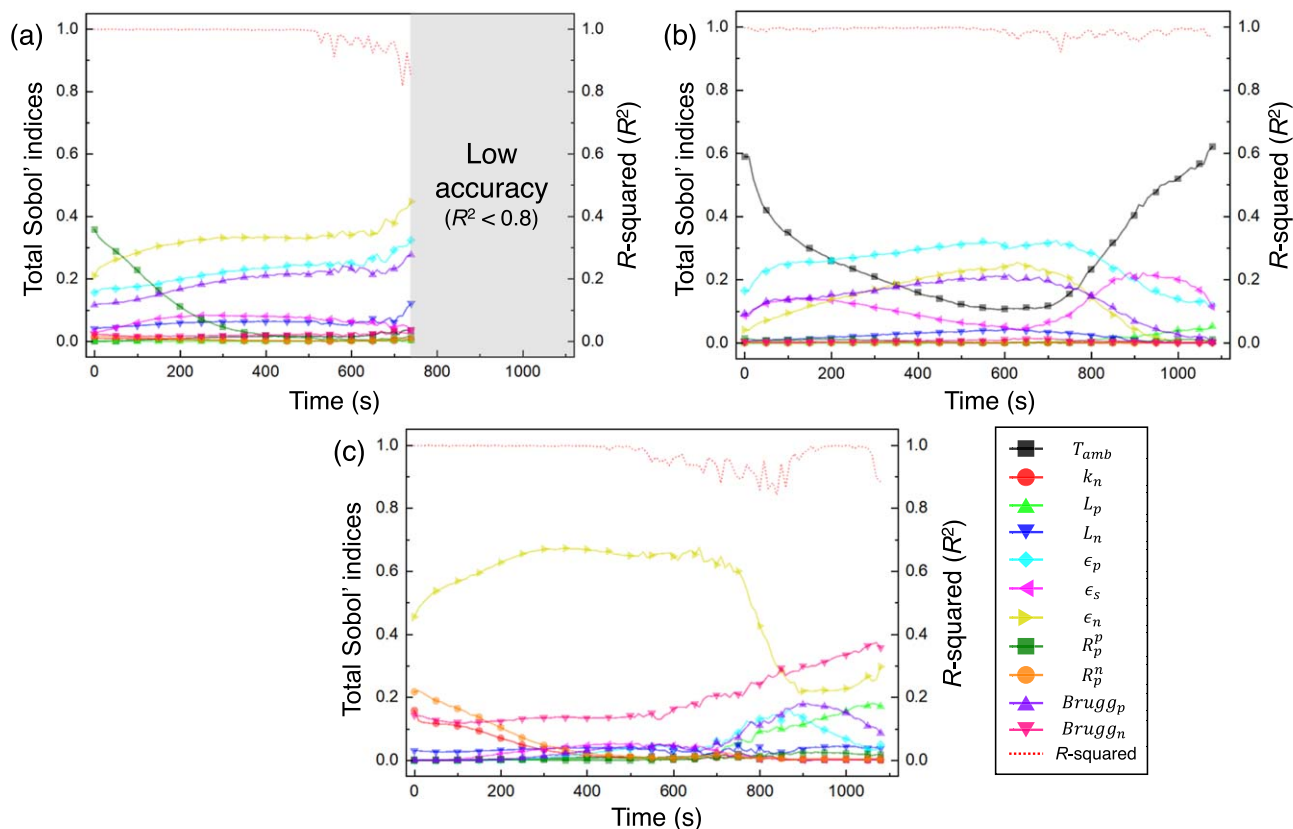 (a)
Total Sobol' indices
1.0
0.8
0.6
0.4
0.2
0.0
Low
accuracy
(R² < 0.8)
1.0
0.8
0.6
0.4
0.2
0.0
R-squared (R²)
0 200 400 600 800 1000
Time (s)
(b)
Total Sobol' indices
1.0
0.8
0.6
0.4
0.2
0.0
1.0
0.8
0.6
0.4
0.2
0.0
R-squared (R²)
0 200 400 600 800 1000
Time (s)
(c)
Total Sobol' indices
1.0
0.8
0.6
0.4
0.2
0.0
1.0
0.8
0.6
0.4
0.2
0.0
R-squared (R²)
0 200 400 600 800 1000
Time (s)
T_amb
k_n
L_p
L_n
ϵ_p
ϵ_s
ϵ_n
R_p^p
R_p^n
Brugg_p
Brugg_n
R-squared